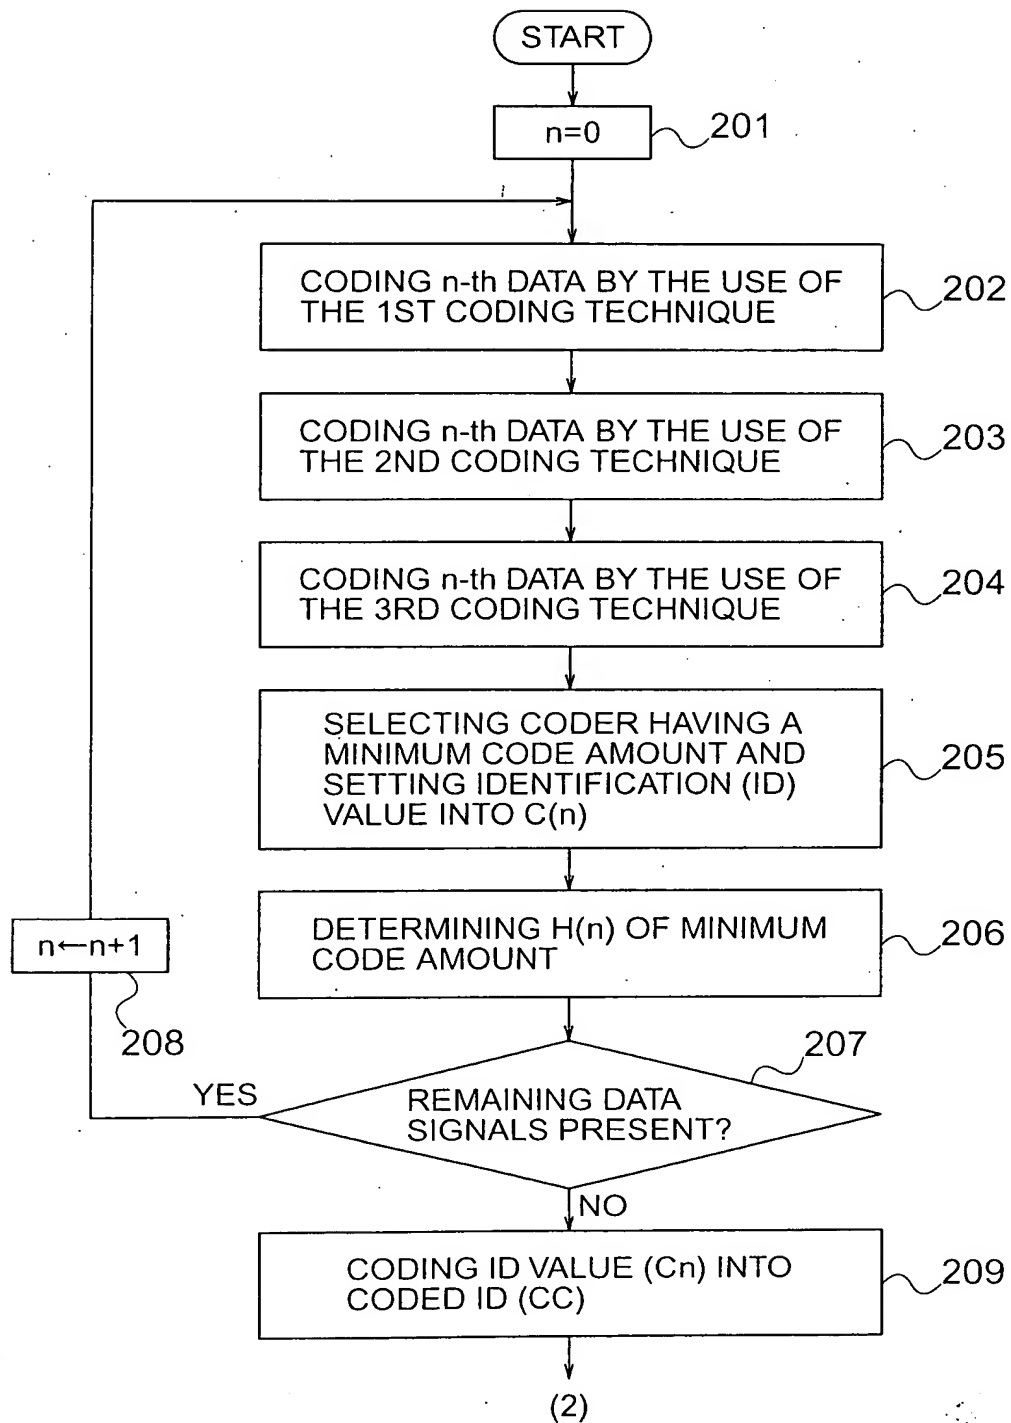 START
n=0
201
CODING n-th DATA BY THE USE OF
THE 1ST CODING TECHNIQUE
202
CODING n-th DATA BY THE USE OF
THE 2ND CODING TECHNIQUE
203
CODING n-th DATA BY THE USE OF
THE 3RD CODING TECHNIQUE
204
SELECTING CODER HAVING A
MINIMUM CODE AMOUNT AND
SETTING IDENTIFICATION (ID)
VALUE INTO C(n)
205
DETERMINING H(n) OF MINIMUM
CODE AMOUNT
206
n←n+1
208
207
YES
REMAINING DATA
SIGNALS PRESENT?
NO
CODING ID VALUE (Cn) INTO
CODED ID (CC)
209
(2)